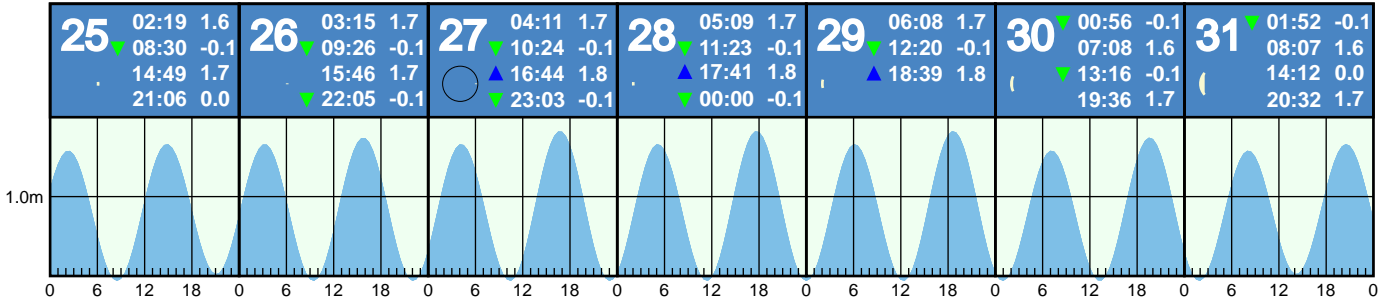 25
02:19 1.6
▼ 08:30 -0.1
14:49 1.7
21:06 0.0
26
03:15 1.7
▼ 09:26 -0.1
15:46 1.7
▼ 22:05 -0.1
27
04:11 1.7
▼ 10:24 -0.1
▲ 16:44 1.8
▼ 23:03 -0.1
28
05:09 1.7
▼ 11:23 -0.1
▲ 17:41 1.8
▼ 00:00 -0.1
29
06:08 1.7
▼ 12:20 -0.1
▲ 18:39 1.8
30
▼ 00:56 -0.1
07:08 1.6
▼ 13:16 -0.1
19:36 1.7
31
▼ 01:52 -0.1
08:07 1.6
14:12 0.0
20:32 1.7
1.0m
0 6 12 18 0 6 12 18 0 6 12 18 0 6 12 18 0 6 12 18 0 6 12 18 0 6 12 18 0